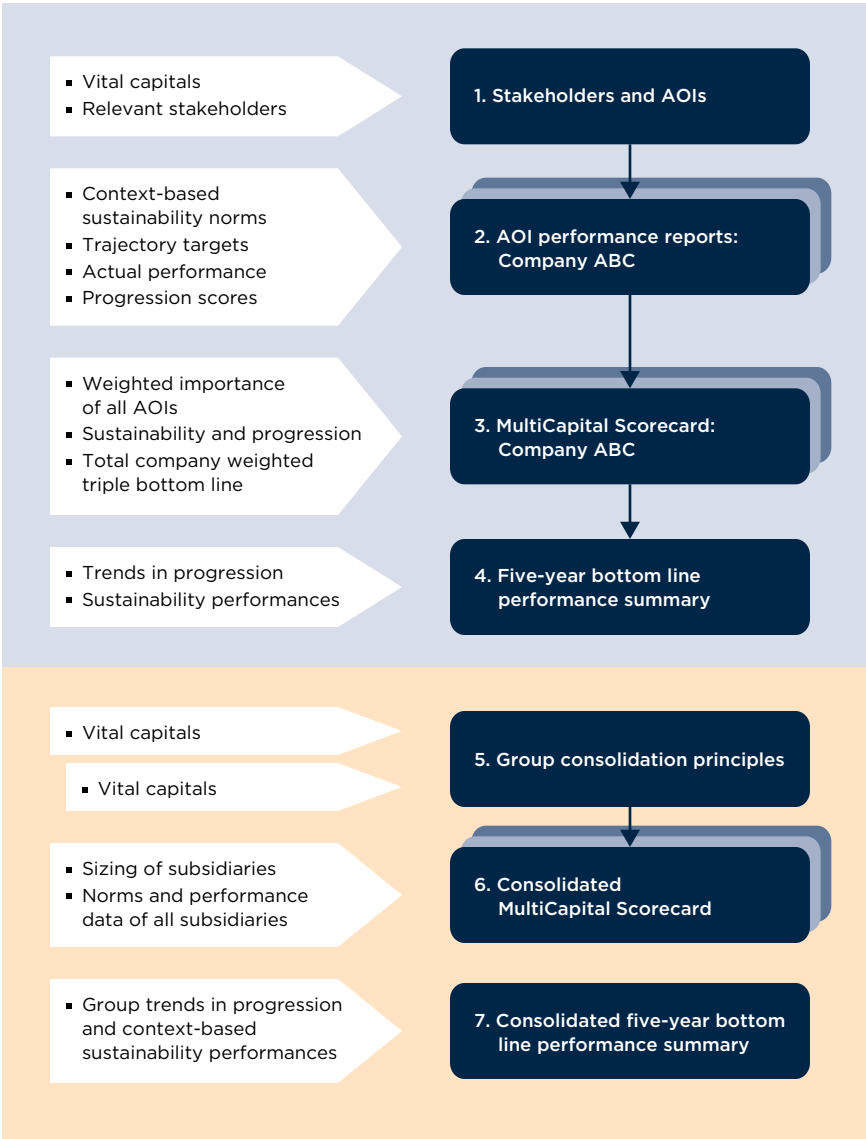 ▪ Vital capitals
▪ Relevant stakeholders
1. Stakeholders and AOIs
▪ Context-based
sustainability norms
▪ Trajectory targets
▪ Actual performance
▪ Progression scores
2. AOI performance reports:
Company ABC
▪ Weighted importance
of all AOIs
▪ Sustainability and progression
▪ Total company weighted
triple bottom line
3. MultiCapital Scorecard:
Company ABC
▪ Trends in progression
▪ Sustainability performances
4. Five-year bottom line
performance summary
▪ Vital capitals
▪ Vital capitals
5. Group consolidation principles
▪ Sizing of subsidiaries
▪ Norms and performance
data of all subsidiaries
6. Consolidated
MultiCapital Scorecard
▪ Group trends in progression
and context-based
sustainability performances
7. Consolidated five-year bottom
line performance summary